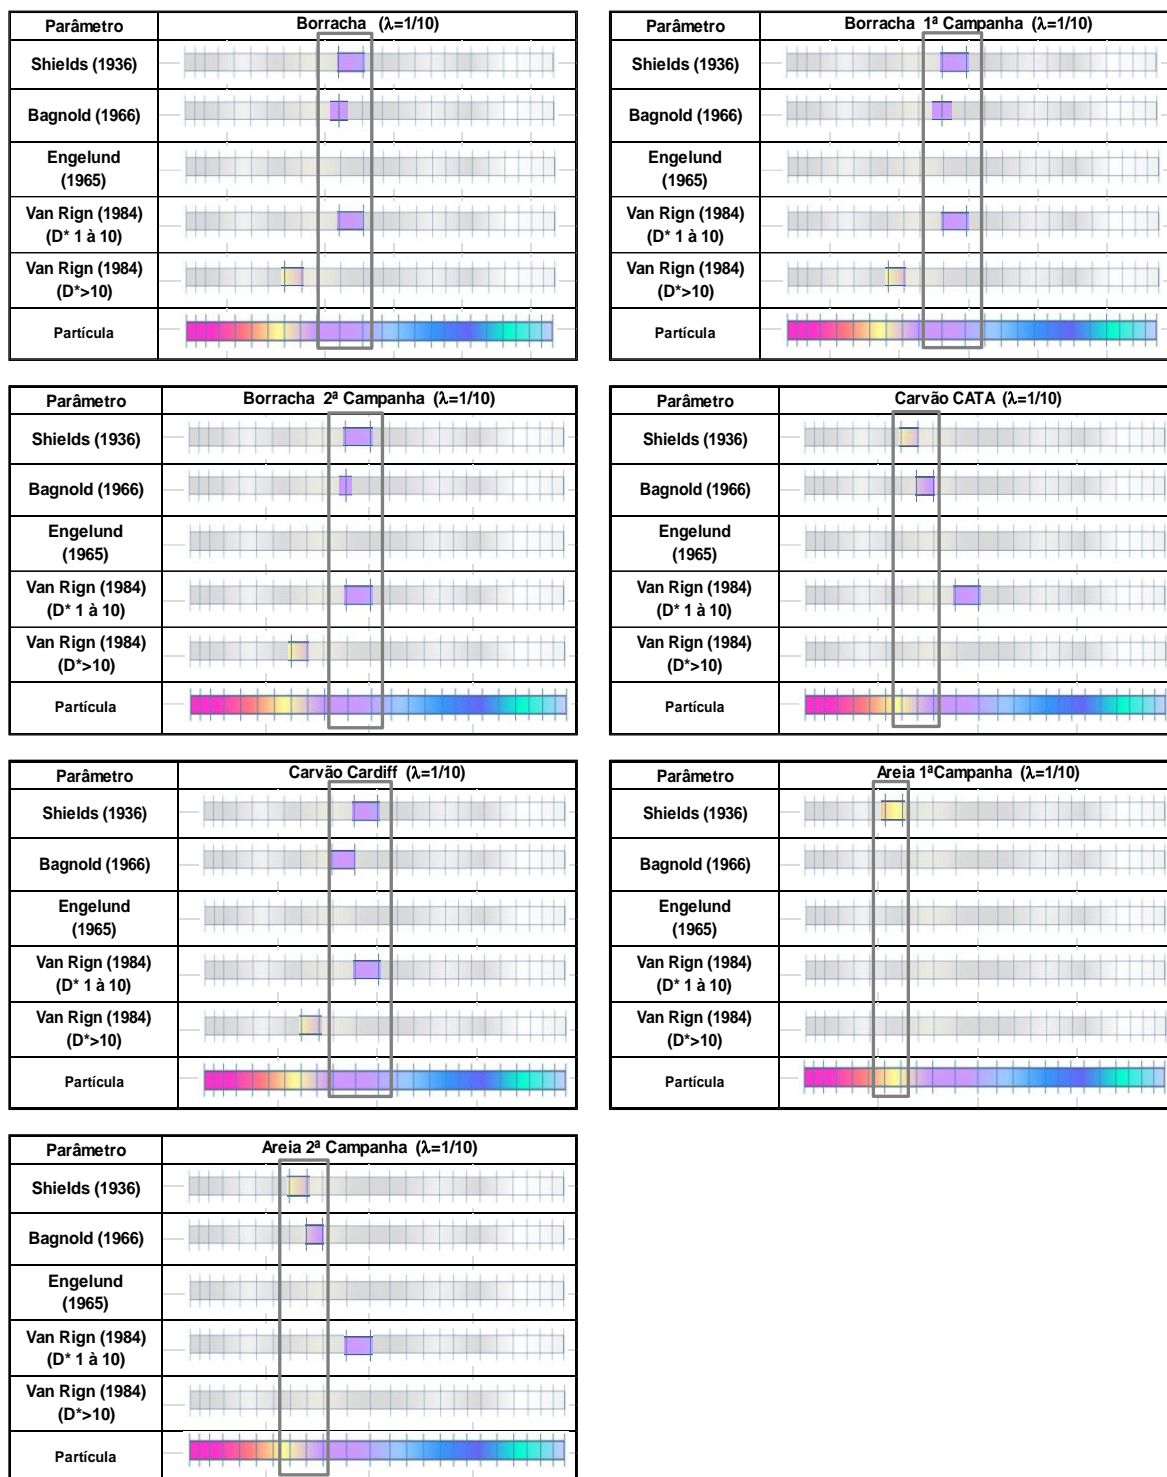 Parâmetro
Borracha (λ=1/10)
Shields (1936)
Bagnold (1966)
Engelund
(1965)
Van Rign (1984)
(D* 1 à 10)
Van Rign (1984)
(D*>10)
Partícula
Parâmetro
Borracha 1ª Campanha (λ=1/10)
Shields (1936)
Bagnold (1966)
Engelund
(1965)
Van Rign (1984)
(D* 1 à 10)
Van Rign (1984)
(D*>10)
Partícula
Parâmetro
Borracha 2ª Campanha (λ=1/10)
Shields (1936)
Bagnold (1966)
Engelund
(1965)
Van Rign (1984)
(D* 1 à 10)
Van Rign (1984)
(D*>10)
Partícula
Parâmetro
Carvão CATA (λ=1/10)
Shields (1936)
Bagnold (1966)
Engelund
(1965)
Van Rign (1984)
(D* 1 à 10)
Van Rign (1984)
(D*>10)
Partícula
Parâmetro
Carvão Cardiff (λ=1/10)
Shields (1936)
Bagnold (1966)
Engelund
(1965)
Van Rign (1984)
(D* 1 à 10)
Van Rign (1984)
(D*>10)
Partícula
Parâmetro
Areia 1ªCampanha (λ=1/10)
Shields (1936)
Bagnold (1966)
Engelund
(1965)
Van Rign (1984)
(D* 1 à 10)
Van Rign (1984)
(D*>10)
Partícula
Parâmetro
Areia 2ª Campanha (λ=1/10)
Shields (1936)
Bagnold (1966)
Engelund
(1965)
Van Rign (1984)
(D* 1 à 10)
Van Rign (1984)
(D*>10)
Partícula